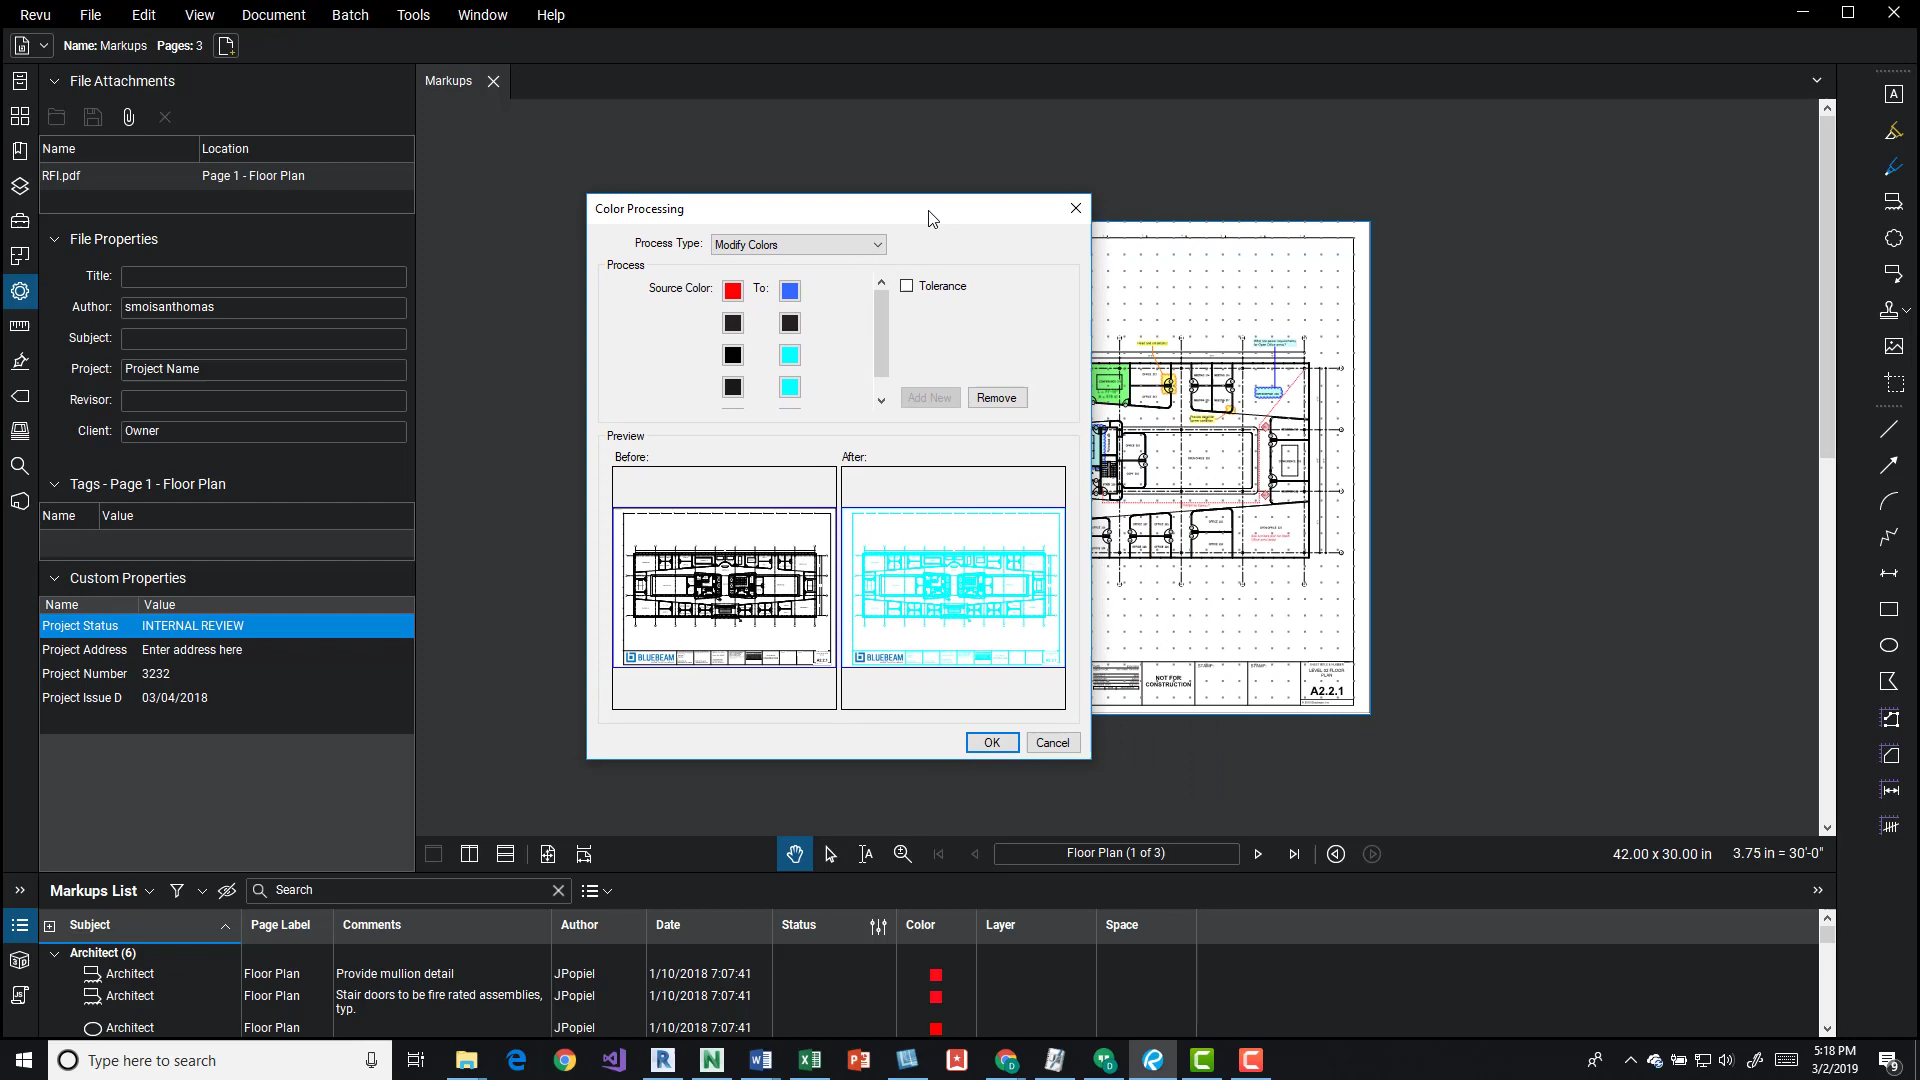 Revu File Edit View Document Batch Tools Window Help
Name: Markups Pages: 3
File Attachments
Markups
Name Location
RFI.pdf Page 1 - Floor Plan
File Properties
Title:
Author: smoisanthomas
Subject:
Project: Project Name
Revisor:
Client: Owner
Tags - Page 1 - Floor Plan
Name Value
Custom Properties
Name Value
Project Status INTERNAL REVIEW
Project Address Enter address here
Project Number 3232
Project Issue D 03/04/2018
Color Processing
Process Type: Modify Colors
Process
Source Color: To: Tolerance
Add New Remove
Preview
Before: After:
BLUEBEAM
BLUEBEAM
OK Cancel
NOT FOR
CONSTRUCTION
STAMP:
STAMP:
LEVEL 02 FLOOR
PLAN
A2.2.1
Floor Plan (1 of 3)
42.00 x 30.00 in 3.75 in = 30'-0"
Markups List Search
Subject Page Label Comments Author Date Status Color Layer Space
Architect (6)
Architect Floor Plan Provide mullion detail JPopiel 1/10/2018 7:07:41
Architect Floor Plan Stair doors to be fire rated assemblies, typ. JPopiel 1/10/2018 7:07:41
Architect Floor Plan JPopiel 1/10/2018 7:07:41
Type here to search
5:18 PM
3/2/2019
9